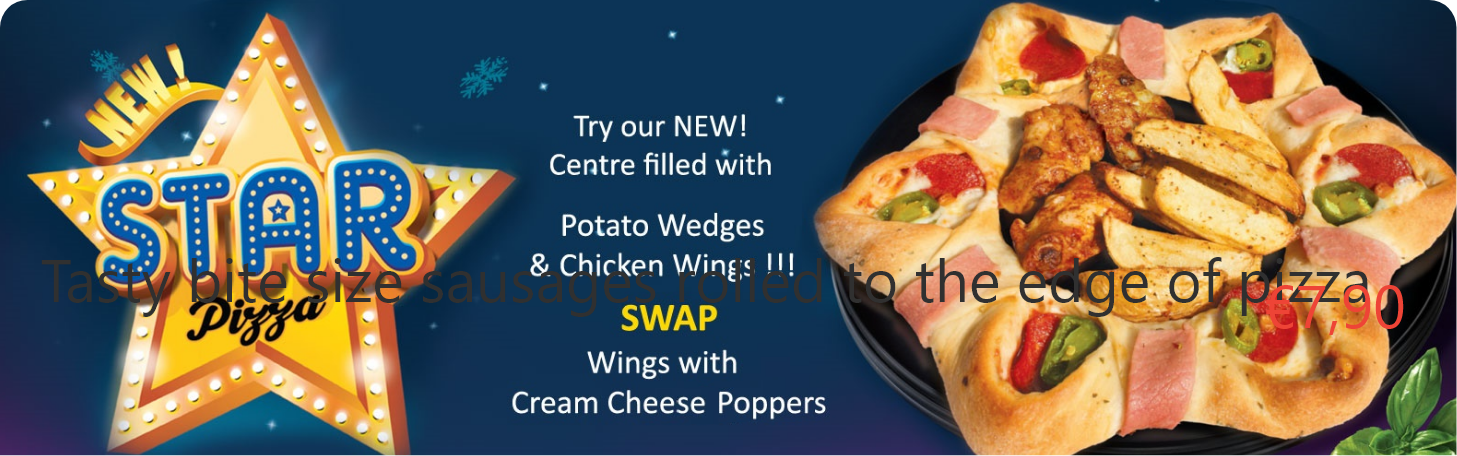 NEW!
STAR
Pizza
Try our NEW!
Centre filled with
Potato Wedges
& Chicken Wings !!!
Tasty bite size sausages rolled to the edge of pizza
€7,90
SWAP
Wings with
Cream Cheese Poppers